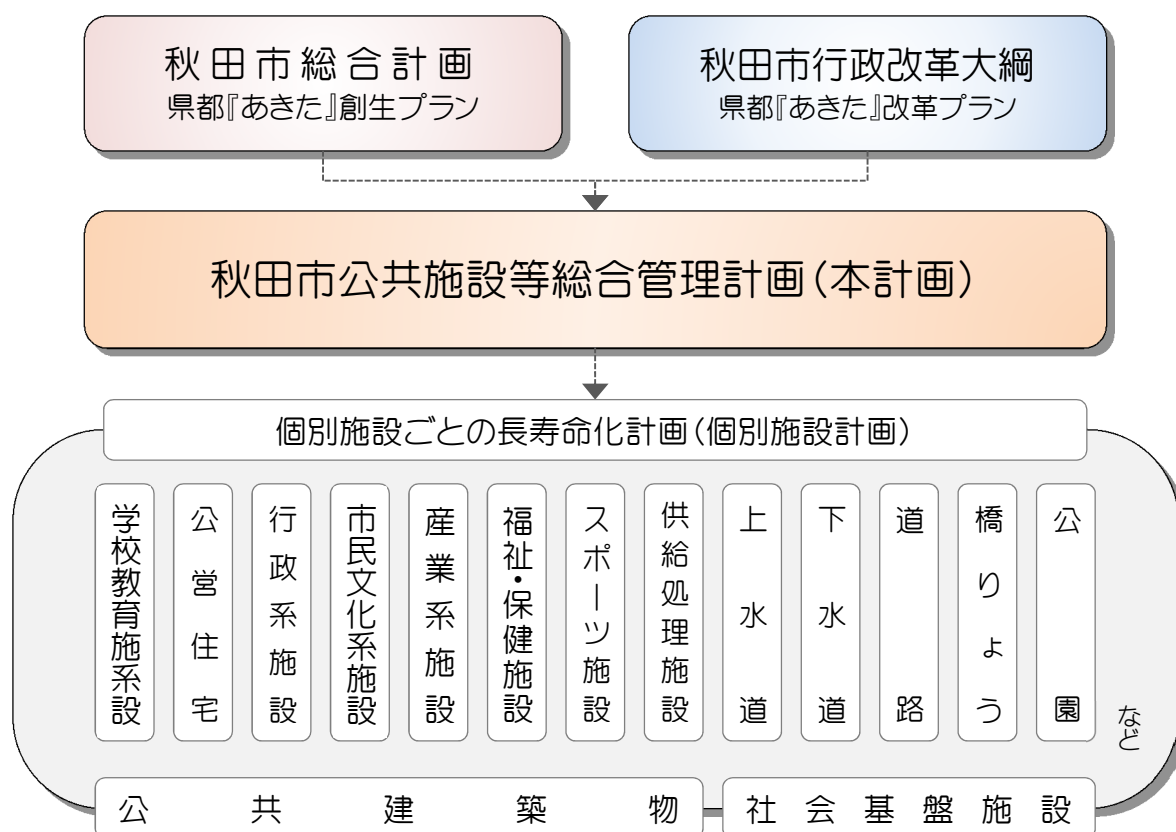 秋田市総合計画
県都『あきた』創生プラン
秋田市行政改革大綱
県都『あきた』改革プラン
秋田市公共施設等総合管理計画(本計画)
個別施設ごとの長寿命化計画(個別施設計画)
学校教育施系設
公営住宅
行政系施設
市民文化系施設
産業系施設
福祉・保健施設
スポーツ施設
供給処理施設
上水道
下水道
道路
橋りょう
公園
など
公共建築物
社会基盤施設